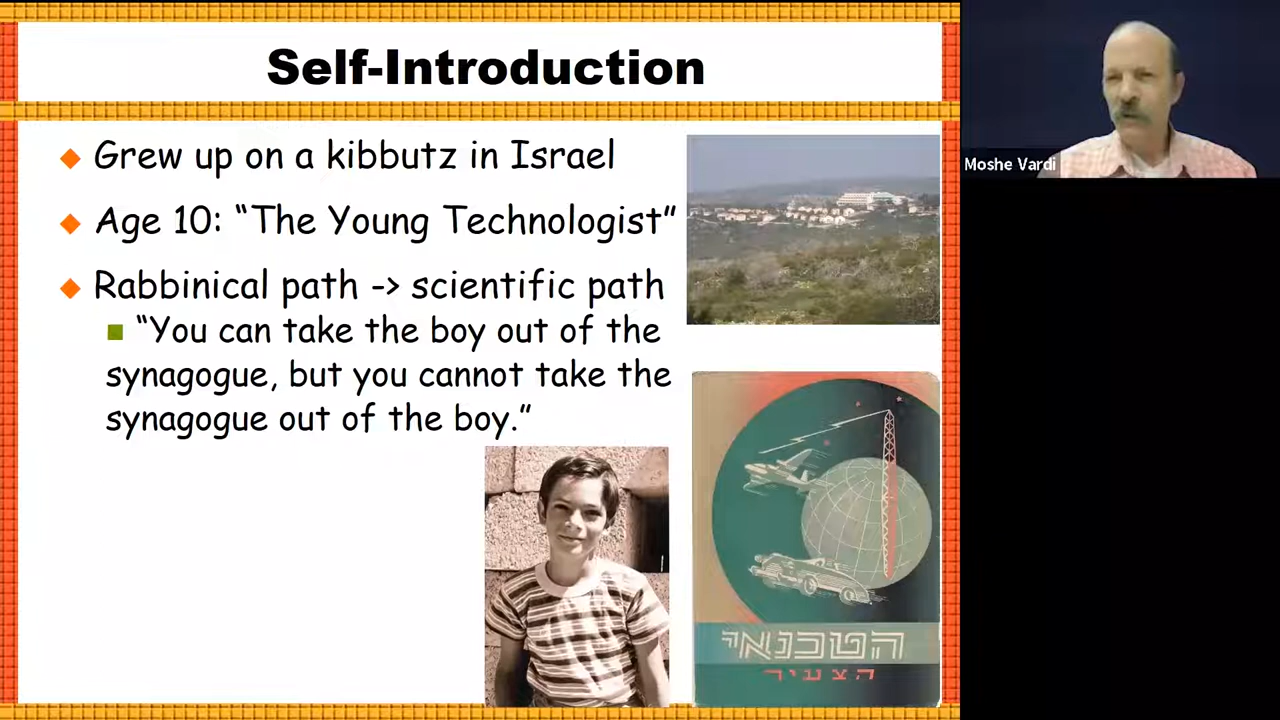 Self-Introduction
Grew up on a kibbutz in Israel
Age 10: “The Young Technologist”
Rabbinical path -> scientific path
“You can take the boy out of the
synagogue, but you cannot take the
synagogue out of the boy.”
הטכנאי
הצעיר
Moshe Vardi